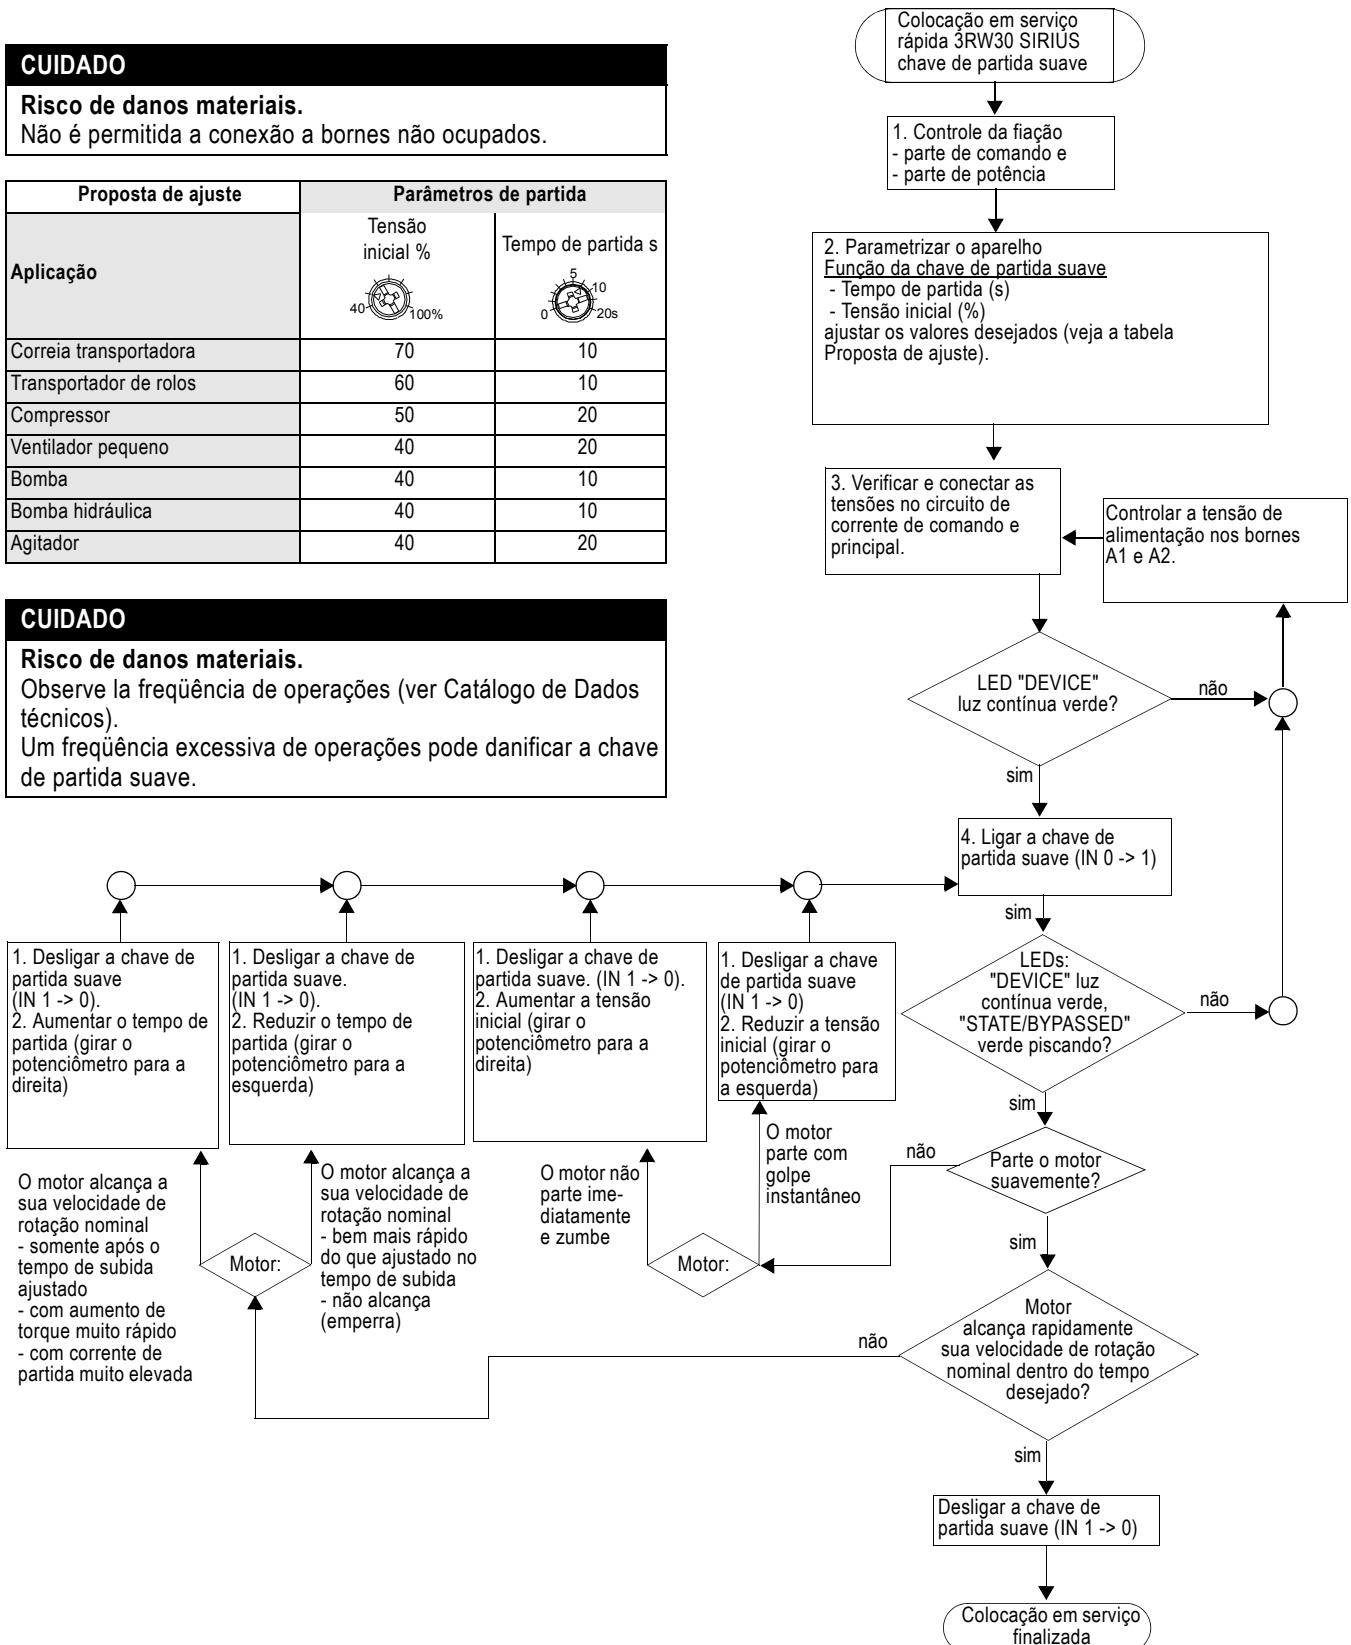 Colocação em serviço
rápida 3RW30 SIRIUS
chave de partida suave
CUIDADO
Risco de danos materiais.
Não é permitida a conexão a bornes não ocupados.
1. Controle da fiação
- parte de comando e
- parte de potência
Proposta de ajuste Parâmetros de partida
Aplicação
Tensão
inicial %
40 100%
Tempo de partida s
0 5 10 20s
Correia transportadora 70 10
Transportador de rolos 60 10
Compressor 50 20
Ventilador pequeno 40 20
Bomba 40 10
Bomba hidráulica 40 10
Agitador 40 20
2. Parametrizar o aparelho
Função da chave de partida suave
- Tempo de partida (s)
- Tensão inicial (%)
ajustar os valores desejados (veja a tabela
Proposta de ajuste).
3. Verificar e conectar as
tensões no circuito de
corrente de comando e
principal.
Controlar a tensão de
alimentação nos bornes
A1 e A2.
CUIDADO
Risco de danos materiais.
Observe la freqüência de operações (ver Catálogo de Dados
técnicos).
Um freqüência excessiva de operações pode danificar a chave
de partida suave.
LED "DEVICE"
luz contínua verde?
não
sim
4. Ligar a chave de
partida suave (IN 0 -> 1)
sim
LEDs:
"DEVICE" luz
contínua verde,
"STATE/BYPASSED"
verde piscando?
não
sim
1. Desligar a chave de
partida suave
(IN 1 -> 0).
2. Aumentar o tempo de
partida (girar o
potenciômetro para a
direita)
1. Desligar a chave de
partida suave.
(IN 1 -> 0).
2. Reduzir o tempo de
partida (girar o
potenciômetro para a
esquerda)
1. Desligar a chave de
partida suave. (IN 1 -> 0).
2. Aumentar a tensão
inicial (girar o
potenciômetro para a
direita)
1. Desligar a chave
de partida suave
(IN 1 -> 0)
2. Reduzir a tensão
inicial (girar o
potenciômetro para
a esquerda)
O motor alcança a
sua velocidade de
rotação nominal
- somente após o
tempo de subida
ajustado
- com aumento de
torque muito rápido
- com corrente de
partida muito elevada
Motor:
O motor alcança a
sua velocidade de
rotação nominal
- bem mais rápido
do que ajustado no
tempo de subida
- não alcança
(emperra)
O motor não
parte ime-
diatamente
e zumbe
Motor:
O motor
parte com
golpe
instantâneo
não
Parte o motor
suavemente?
sim
não
Motor
alcança rapidamente
sua velocidade de rotação
nominal dentro do tempo
desejado?
sim
Desligar a chave de
partida suave (IN 1 -> 0)
Colocação em serviço
finalizada